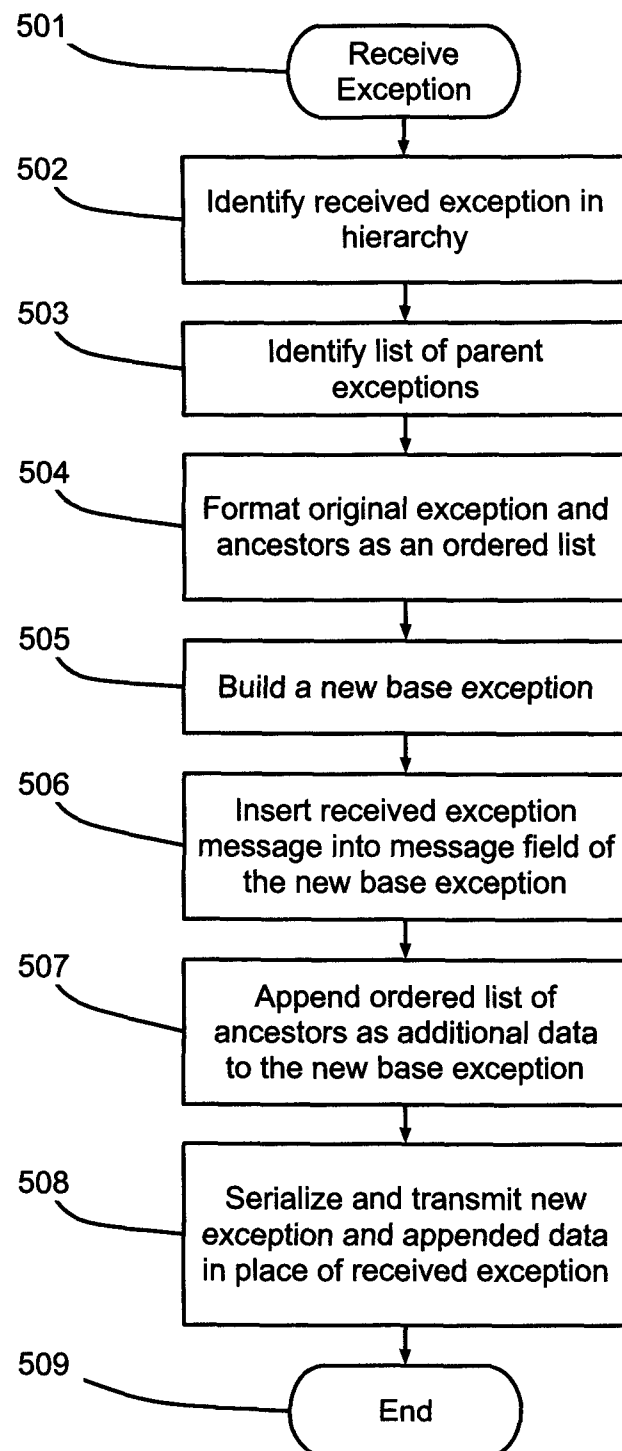 501
Receive
Exception
502
Identify received exception in
hierarchy
503
Identify list of parent
exceptions
504
Format original exception and
ancestors as an ordered list
505
Build a new base exception
506
Insert received exception
message into message field of
the new base exception
507
Append ordered list of
ancestors as additional data
to the new base exception
508
Serialize and transmit new
exception and appended data
in place of received exception
509
End